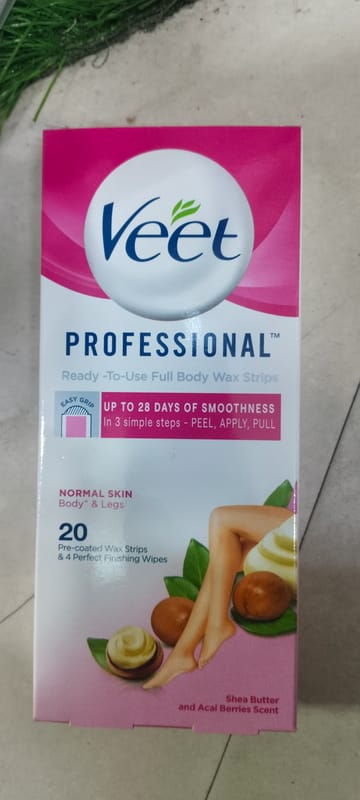 Veet
PROFESSIONAL™
Ready -To-Use Full Body Wax Strips
EASY GRIP
UP TO 28 DAYS OF SMOOTHNESS
In 3 simple steps - PEEL, APPLY, PULL
NORMAL SKIN
Body^ & Legs
20
Pre-coated Wax Strips
& 4 Perfect Finishing Wipes
Shea Butter
and Acai Berries Scent